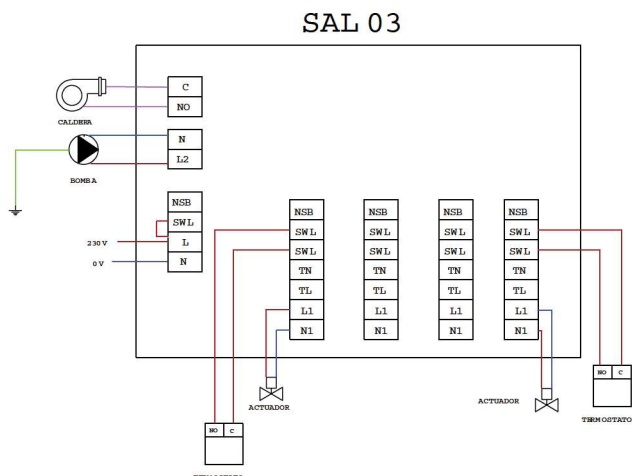 SAL 03
C
NO
CALDERA
N
L2
BOMBA
NSB
SWL
L
N
230V
0V
NSB
SWL
SWL
TN
TL
L1
N1
NSB
SWL
SWL
TN
TL
L1
N1
NSB
SWL
SWL
TN
TL
L1
N1
NSB
SWL
SWL
TN
TL
L1
N1
ACTUADOR
ACTUADOR
NO C
TERMOSTATO
NO C